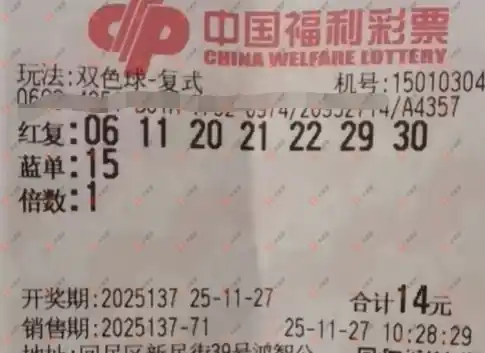 中国福利彩票
CHINA WELFARE LOTTERY
玩法:双色球-复式 机号:15010304
/A4357
红复:06 11 20 21 22 29 30
蓝单:15
倍数:1
开奖期:2025137 25-11-27 合计14元
销售期:2025137-71 25-11-27 10:28:29